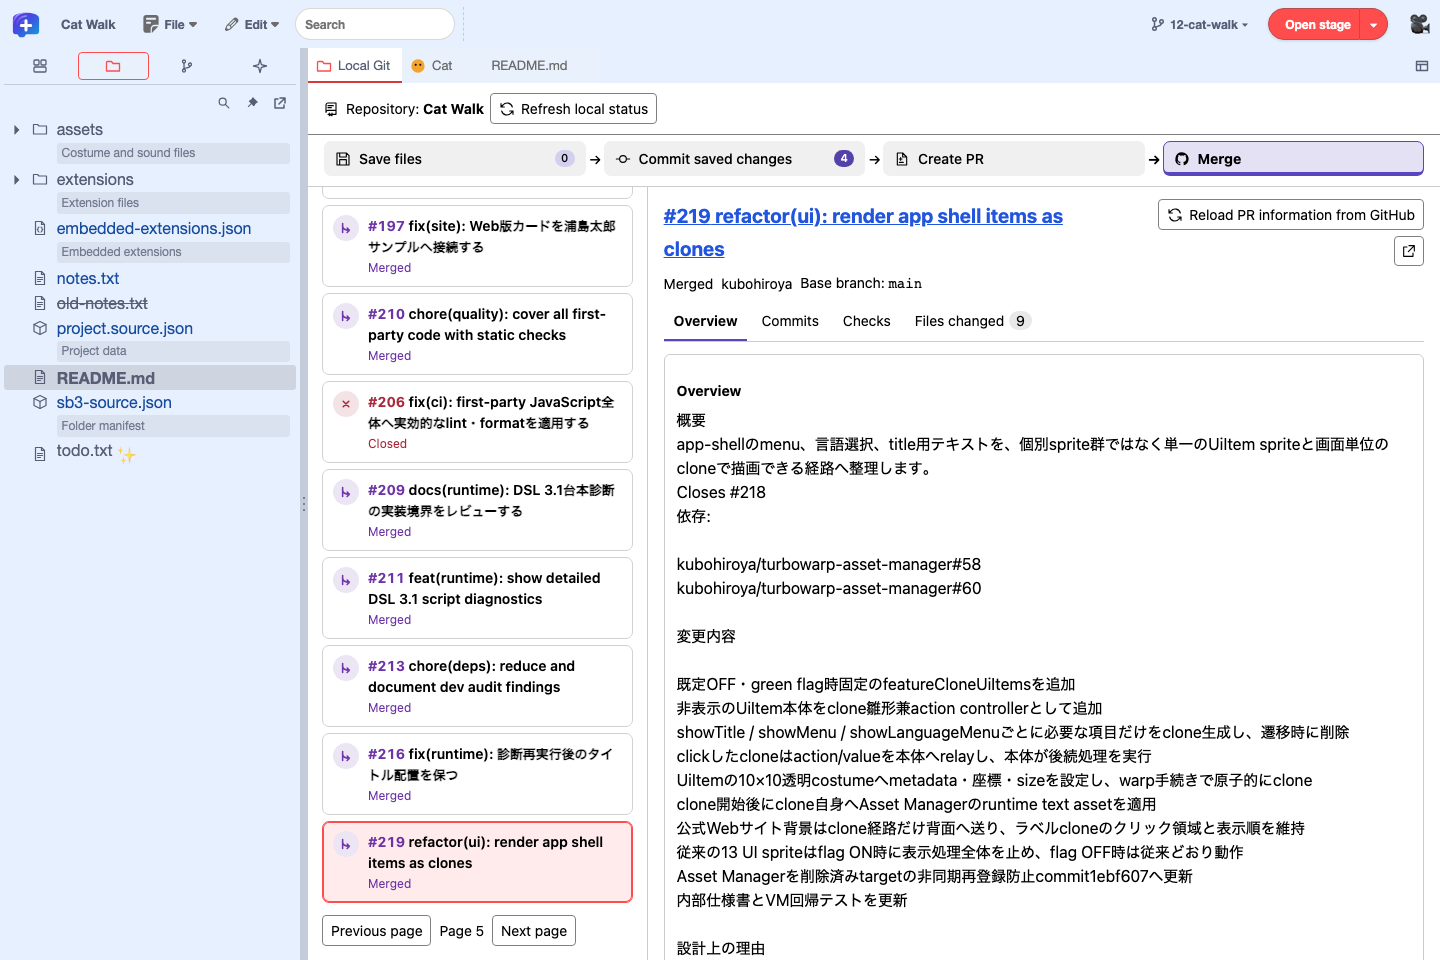 Cat Walk
File
Edit
Search
12-cat-walk
Open stage
Local Git
Cat
README.md
Repository: Cat Walk
Refresh local status
Save files 0
Commit saved changes 4
Create PR
Merge
assets
Costume and sound files
extensions
Extension files
embedded-extensions.json
Embedded extensions
notes.txt
old-notes.txt
project.source.json
Project data
README.md
sb3-source.json
Folder manifest
todo.txt
#197 fix(site): Web版カードを浦島太郎
サンプルへ接続する
Merged
#210 chore(quality): cover all first-
party code with static checks
Merged
#206 fix(ci): first-party JavaScript全
体へ実効的なlint・formatを適用する
Closed
#209 docs(runtime): DSL 3.1台本診断
の実装境界をレビューする
Merged
#211 feat(runtime): show detailed
DSL 3.1 script diagnostics
Merged
#213 chore(deps): reduce and
document dev audit findings
Merged
#216 fix(runtime): 診断再実行後のタイ
トル配置を保つ
Merged
#219 refactor(ui): render app shell
items as clones
Merged
Previous page
Page 5
Next page
#219 refactor(ui): render app shell items as
clones
Reload PR information from GitHub
Merged kubohiroya Base branch: main
Overview
Commits
Checks
Files changed 9
Overview
概要
app-shellのmenu、言語選択、title用テキストを、個別sprite群ではなく単一のUiItem spriteと画面単位の
cloneで描画できる経路へ整理します。
Closes #218
依存:
kubohiroya/turbowarp-asset-manager#58
kubohiroya/turbowarp-asset-manager#60
変更内容
既定OFF・green flag時固定のfeatureCloneUiItemsを追加
非表示のUiItem本体をclone雛形兼action controllerとして追加
showTitle / showMenu / showLanguageMenuごとに必要な項目だけをclone生成し、遷移時に削除
clickしたcloneはaction/valueを本体へrelayし、本体が後続処理を実行
UiItemの10×10透明costumeへmetadata・座標・sizeを設定し、warp手続きで原子的にclone
clone開始後にclone自身へAsset Managerのruntime text assetを適用
公式Webサイト背景はclone経路だけ背面へ送り、ラベルcloneのクリック領域と表示順を維持
従来の13 UI spriteはflag ON時に表示処理全体を止め、flag OFF時は従来どおり動作
Asset Managerを削除済みtargetの非同期再登録防止commit1ebf607へ更新
内部仕様書とVM回帰テストを更新
設計上の理由